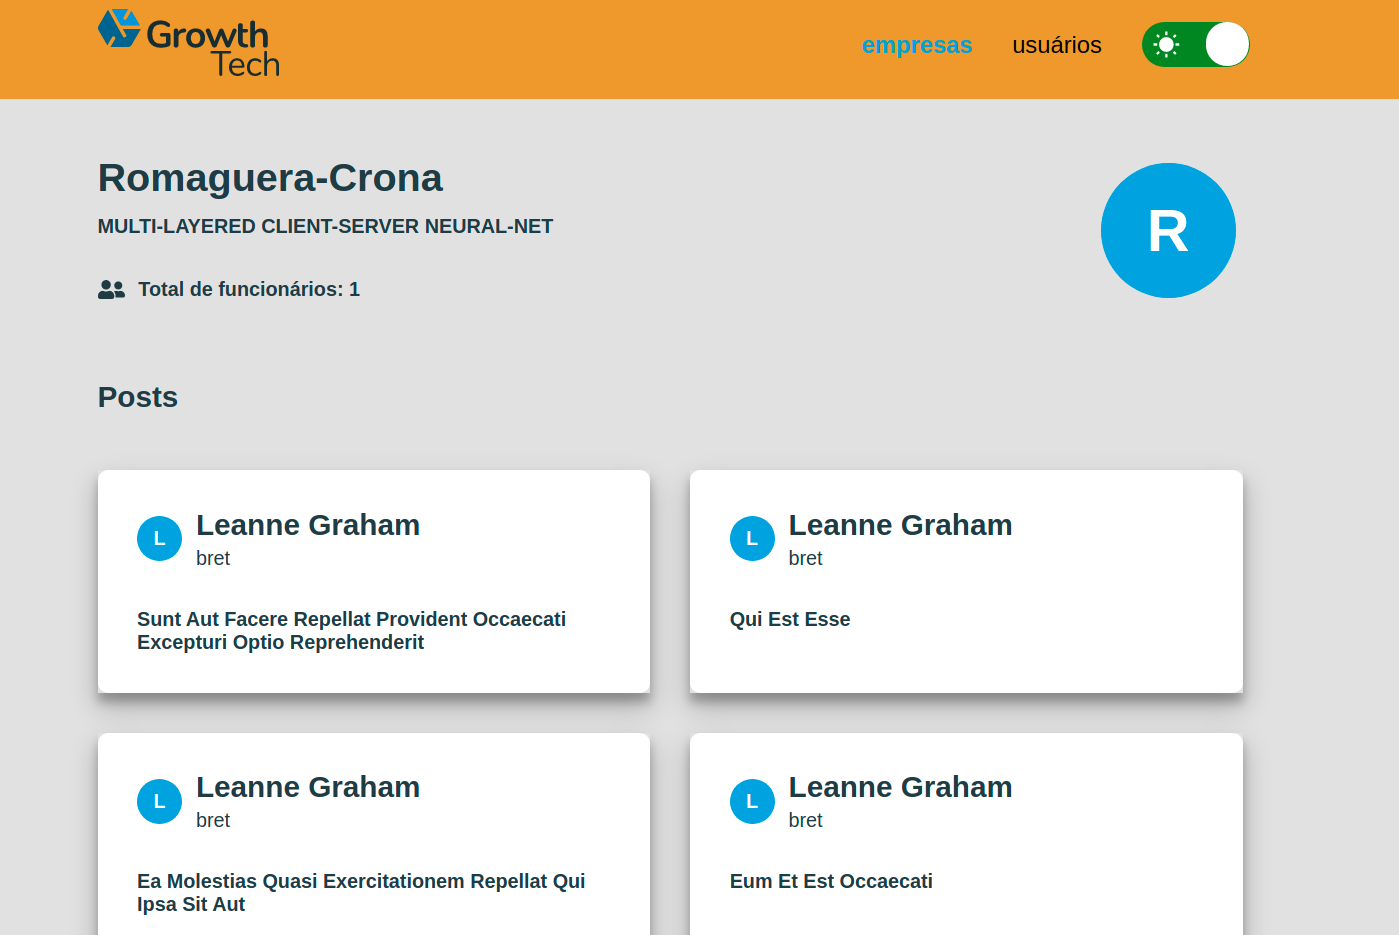 Growth
Tech
empresas
usuários
Romaguera-Crona
MULTI-LAYERED CLIENT-SERVER NEURAL-NET
Total de funcionários: 1
R
Posts
L
Leanne Graham
bret
Sunt Aut Facere Repellat Provident Occaecati
Excepturi Optio Reprehenderit
L
Leanne Graham
bret
Qui Est Esse
L
Leanne Graham
bret
Ea Molestias Quasi Exercitationem Repellat Qui
Ipsa Sit Aut
L
Leanne Graham
bret
Eum Et Est Occaecati